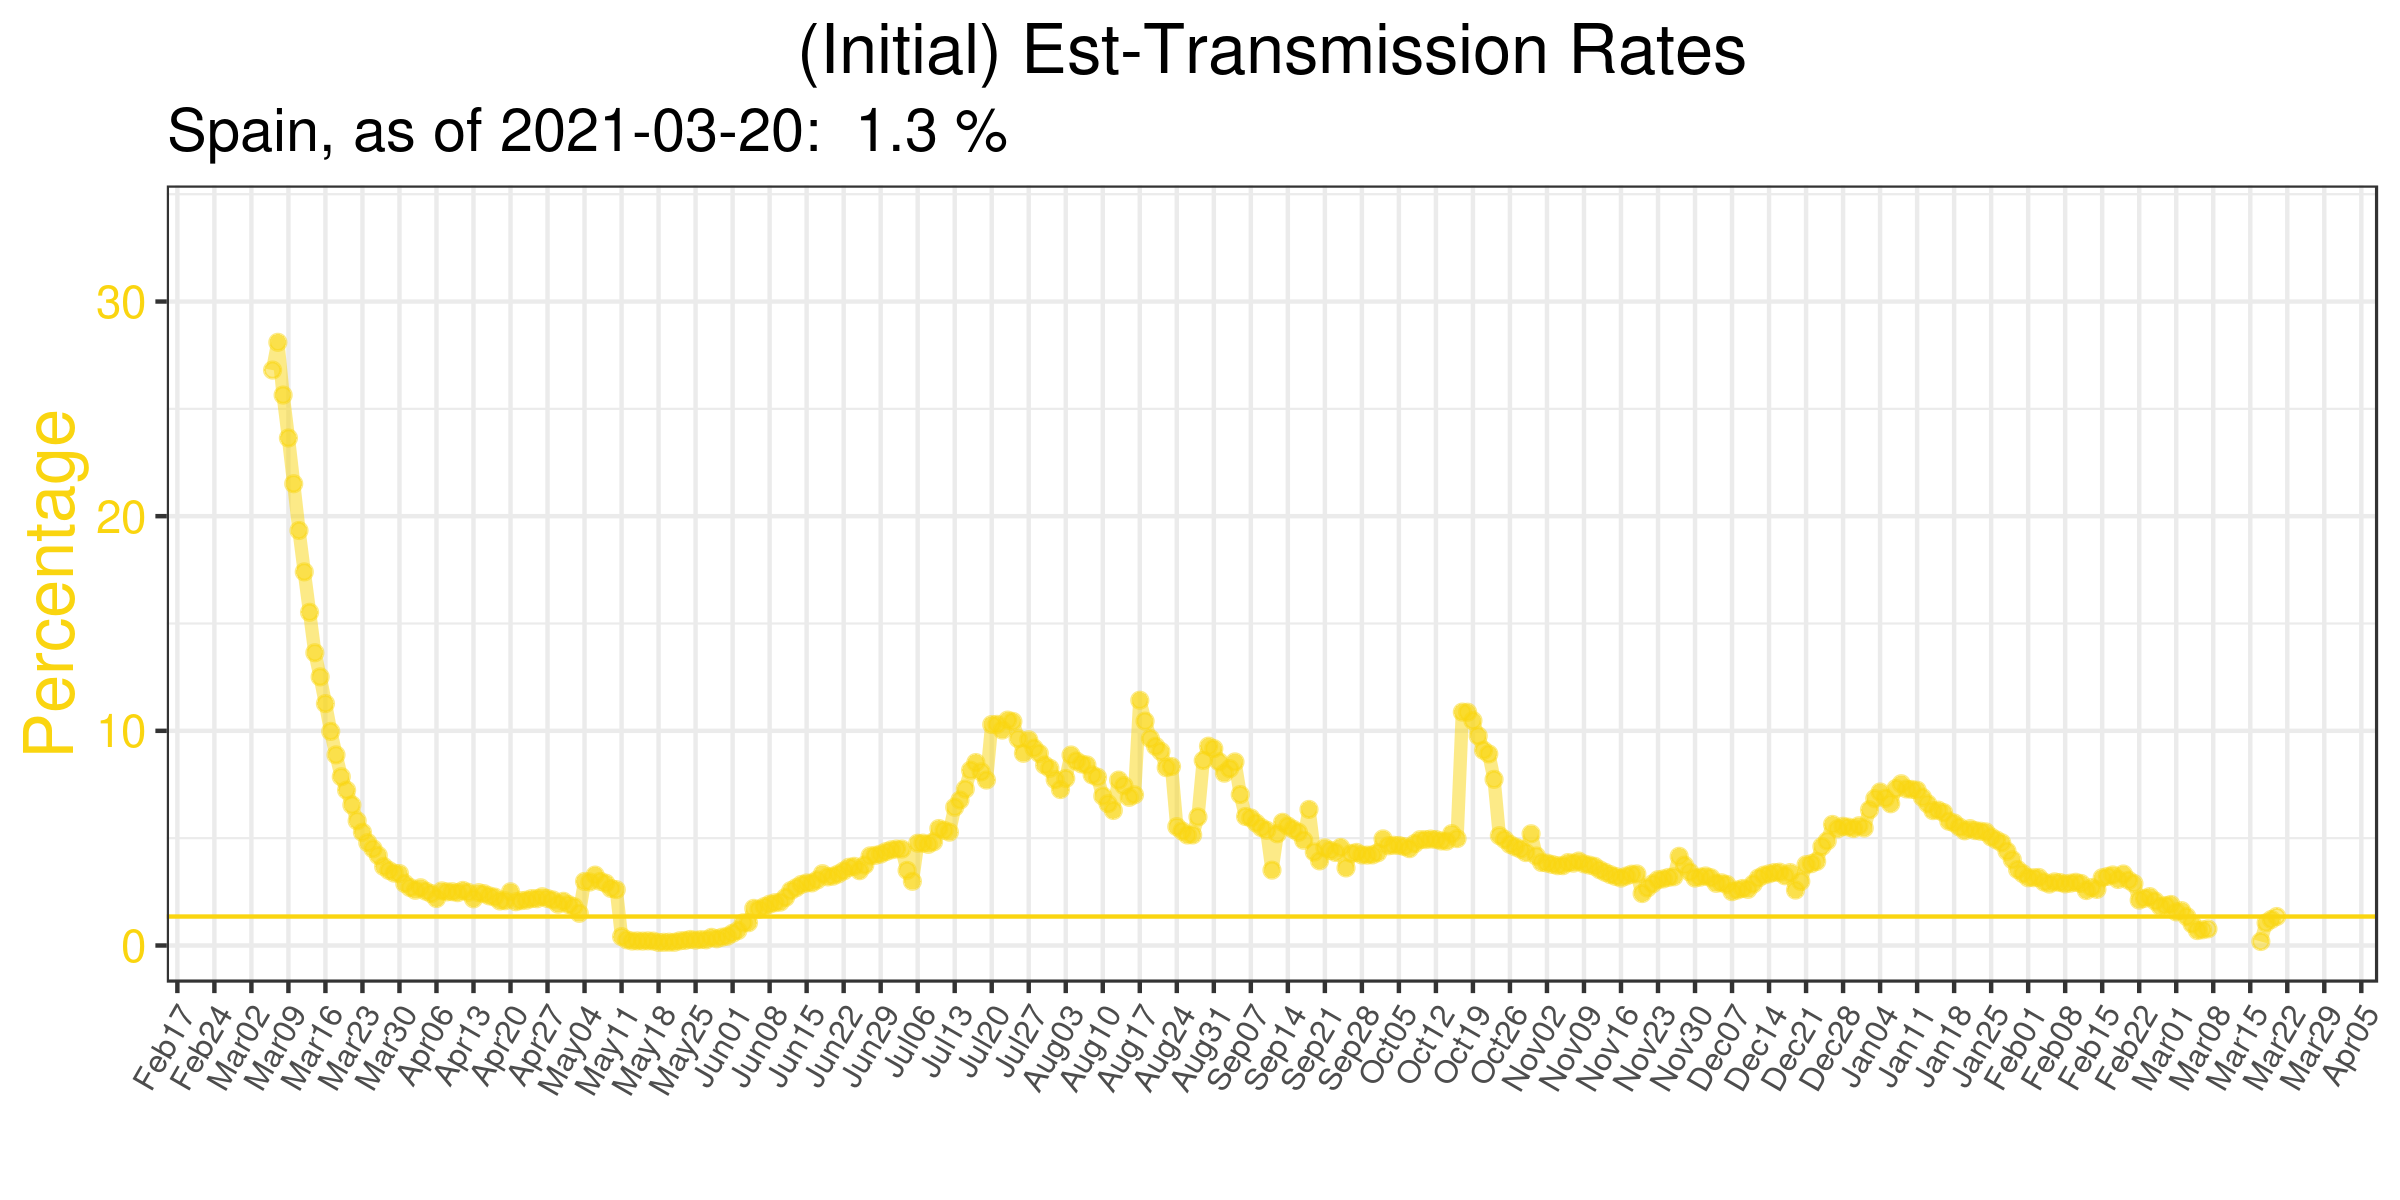 (Initial) Est-Transmission Rates
Spain, as of 2021-03-20:  1.3 %
Percentage
30
20
10
0
Feb17
Feb24
Mar02
Mar09
Mar16
Mar23
Mar30
Apr06
Apr13
Apr20
Apr27
May04
May11
May18
May25
Jun01
Jun08
Jun15
Jun22
Jun29
Jul06
Jul13
Jul20
Jul27
Aug03
Aug10
Aug17
Aug24
Aug31
Sep07
Sep14
Sep21
Sep28
Oct05
Oct12
Oct19
Oct26
Nov02
Nov09
Nov16
Nov23
Nov30
Dec07
Dec14
Dec21
Dec28
Jan04
Jan11
Jan18
Jan25
Feb01
Feb08
Feb15
Feb22
Mar01
Mar08
Mar15
Mar22
Mar29
Apr05